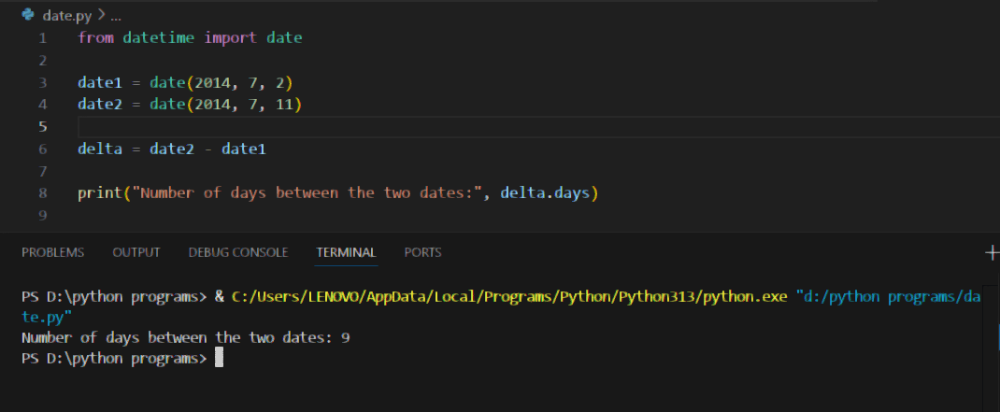 date.py > ...
1 from datetime import date
2
3 date1 = date(2014, 7, 2)
4 date2 = date(2014, 7, 11)
5
6 delta = date2 - date1
7
8 print("Number of days between the two dates:", delta.days)
9
PROBLEMS OUTPUT DEBUG CONSOLE TERMINAL PORTS
PS D:\python programs> & C:/Users/LENOVO/AppData/Local/Programs/Python/Python313/python.exe "d:/python programs/da
te.py"
Number of days between the two dates: 9
PS D:\python programs>